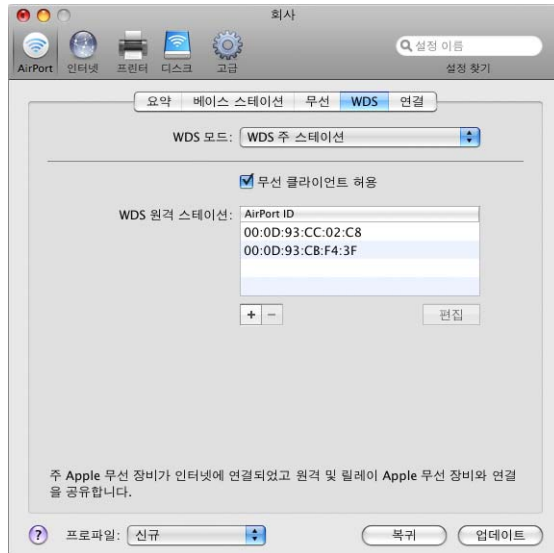 회사
설정 이름
AirPort 인터넷 프린터 디스크 고급 설정 찾기
요약 베이스 스테이션 무선 WDS 연결
WDS 모드: WDS 주 스테이션
무선 클라이언트 허용
WDS 원격 스테이션: AirPort ID
00:0D:93:CC:02:C8
00:0D:93:CB:F4:3F
+ − 편집
주 Apple 무선 장비가 인터넷에 연결되었고 원격 및 릴레이 Apple 무선 장비와 연결
을 공유합니다.
? 프로파일: 신규 복귀 업데이트